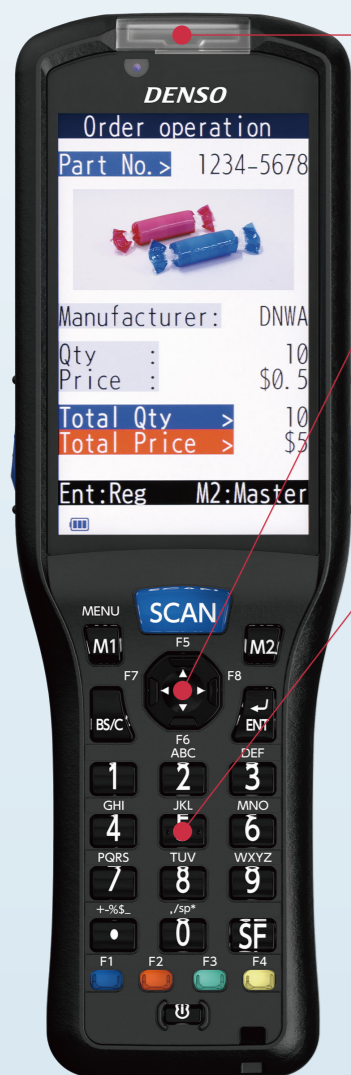 DENSO
Order operation
Part No.> 1234-5678
Manufacturer: DNWA
Qty : 10
Price : $0.5
Total Qty > 10
Total Price > $5
Ent:Reg M2:Master
MENU SCAN
M1 F5 M2
F7 F8
BS/C F6 ENT
ABC DEF
1 2 3
GHI JKL MNO
4 5 6
PQRS TUV WXYZ
7 8 9
+-%$_ ,/sp*
. 0 SF
F1 F2 F3 F4